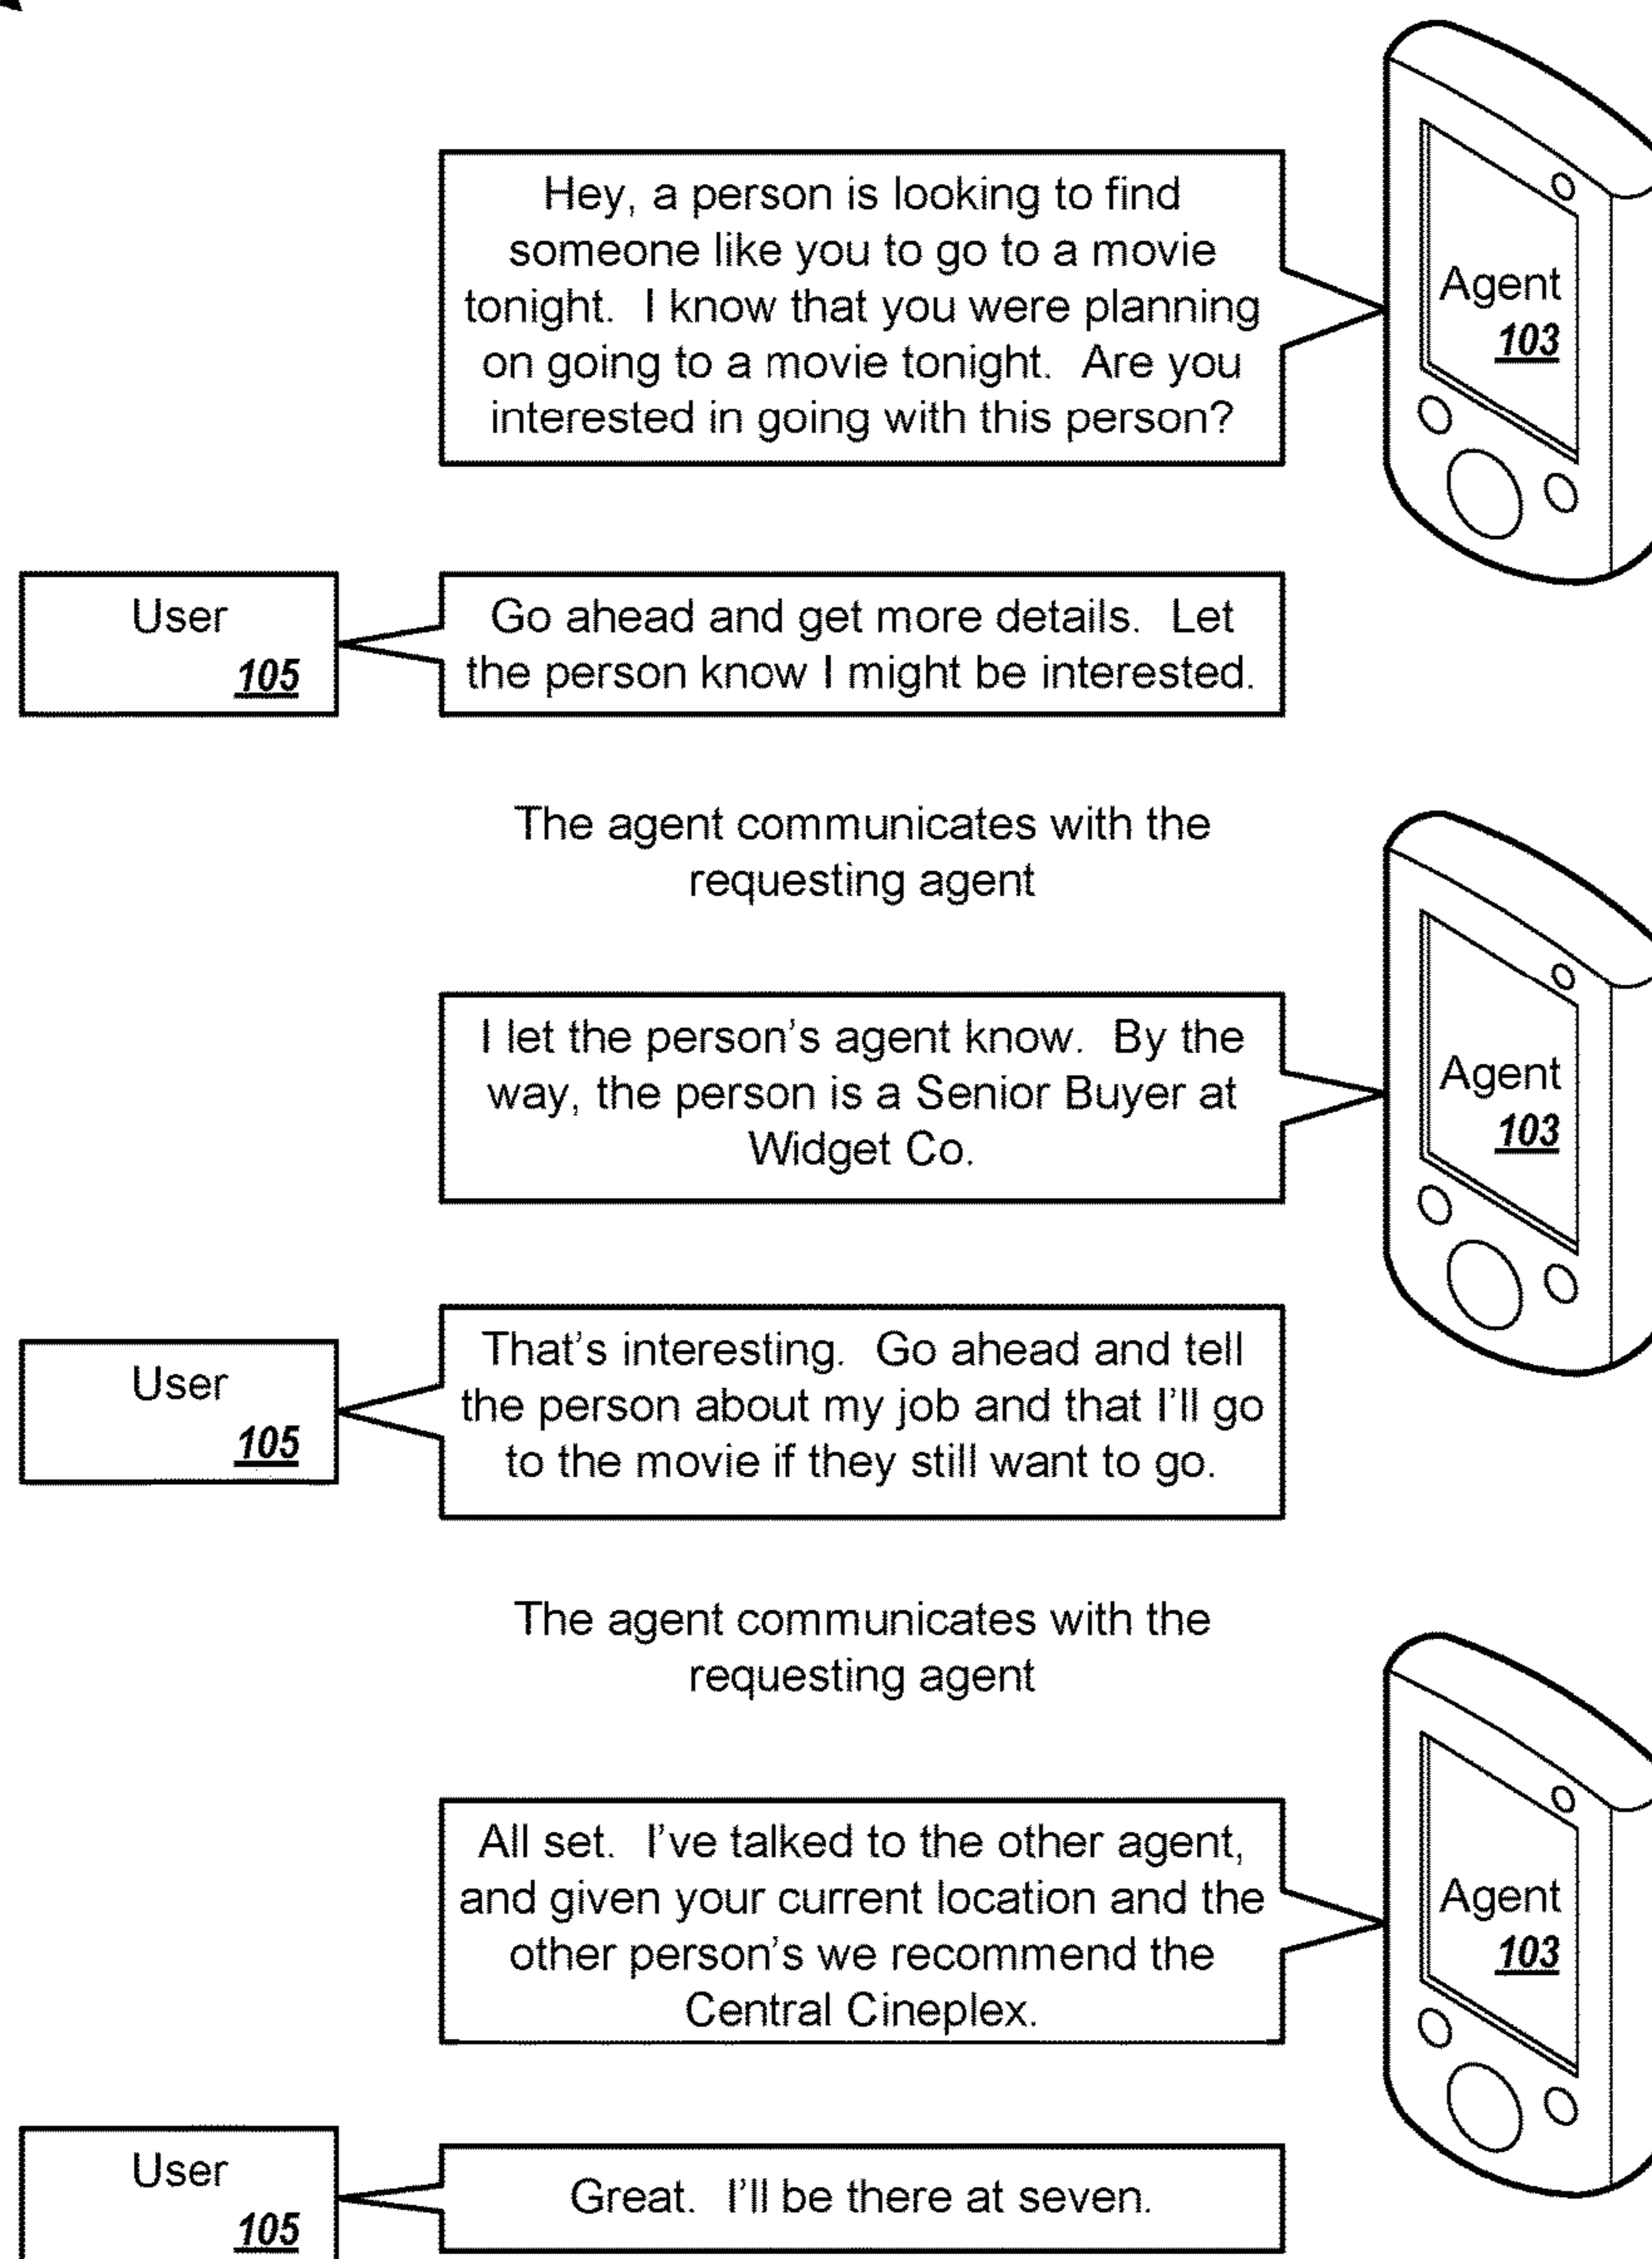 Hey, a person is looking to find
someone like you to go to a movie
tonight.  I know that you were planning
on going to a movie tonight.  Are you
interested in going with this person?
Agent
103
User
105
Go ahead and get more details.  Let
the person know I might be interested.
The agent communicates with the
requesting agent
I let the person's agent know.  By the
way, the person is a Senior Buyer at
Widget Co.
Agent
103
User
105
That's interesting.  Go ahead and tell
the person about my job and that I'll go
to the movie if they still want to go.
The agent communicates with the
requesting agent
All set.  I've talked to the other agent,
and given your current location and the
other person's we recommend the
Central Cineplex.
Agent
103
User
105
Great.  I'll be there at seven.